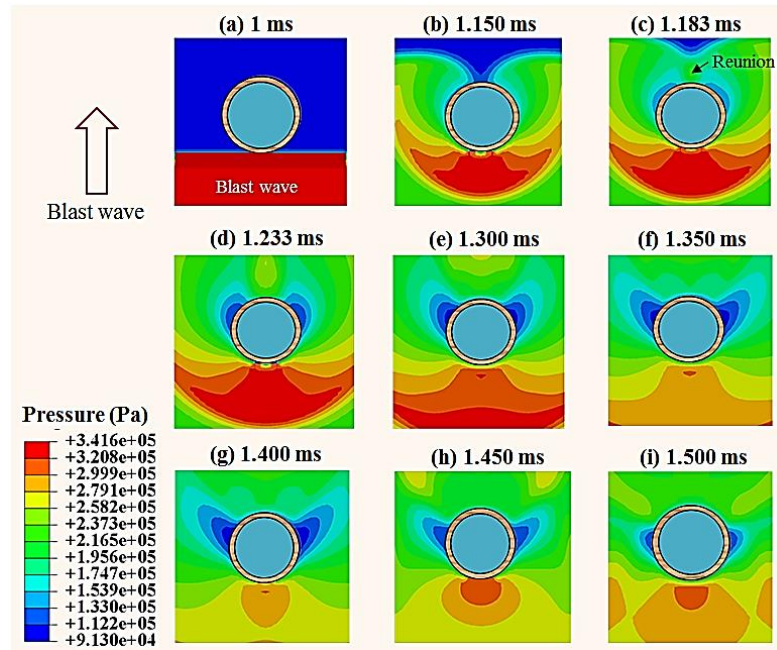 (a) 1 ms
(b) 1.150 ms
(c) 1.183 ms
Reunion
Blast wave
Blast wave
(d) 1.233 ms
(e) 1.300 ms
(f) 1.350 ms
Pressure (Pa)
(g) 1.400 ms
(h) 1.450 ms
(i) 1.500 ms
+3.416e+05
+3.208e+05
+2.999e+05
+2.791e+05
+2.582e+05
+2.373e+05
+2.165e+05
+1.956e+05
+1.747e+05
+1.539e+05
+1.330e+05
+1.122e+05
+9.130e+04